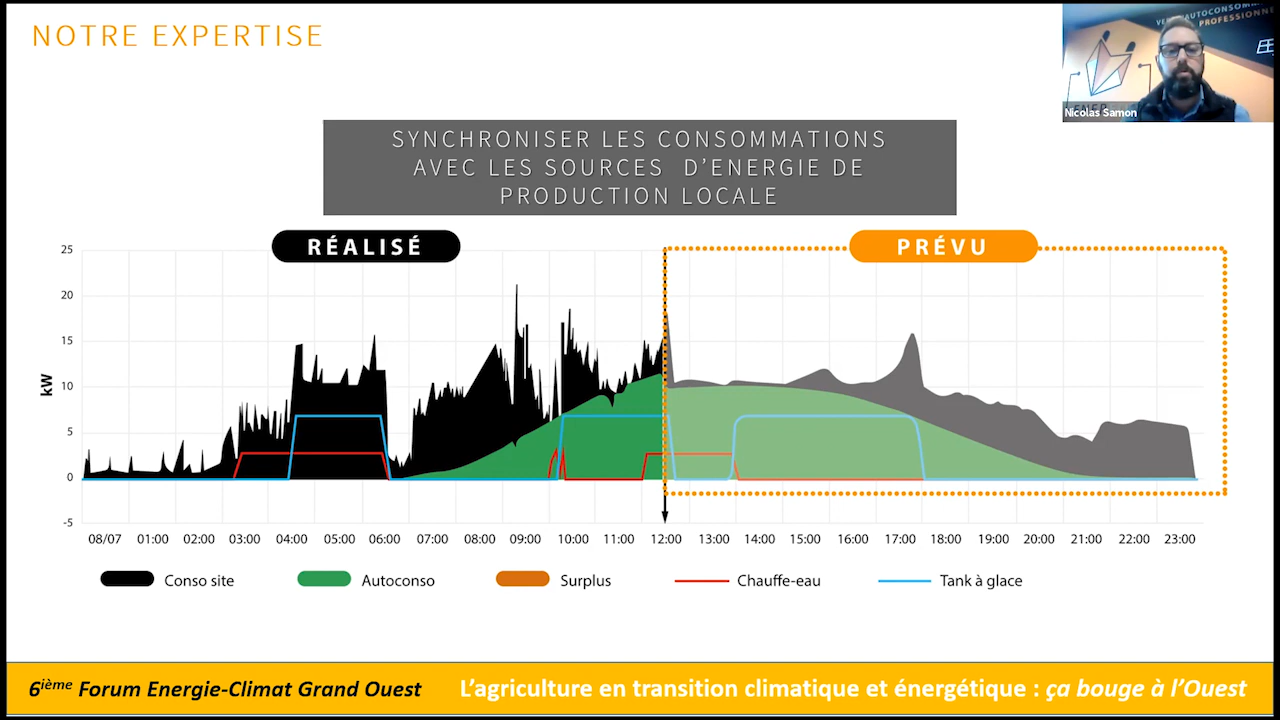 NOTRE EXPERTISE
VE
AUTOCONSOMM
PROFESSIONNE
ENER
Nicolas Samon
SYNCHRONISER LES CONSOMMATIONS
AVEC LES SOURCES D'ENERGIE DE
PRODUCTION LOCALE
RÉALISÉ
PRÉVU
kW
25
20
15
10
5
0
-5
08/07 01:00 02:00 03:00 04:00 05:00 06:00 07:00 08:00 09:00 10:00 11:00 12:00 13:00 14:00 15:00 16:00 17:00 18:00 19:00 20:00 21:00 22:00 23:00
Conso site Autoconso Surplus Chauffe-eau Tank à glace
6ième Forum Energie-Climat Grand Ouest L'agriculture en transition climatique et énergétique : ça bouge à l'Ouest